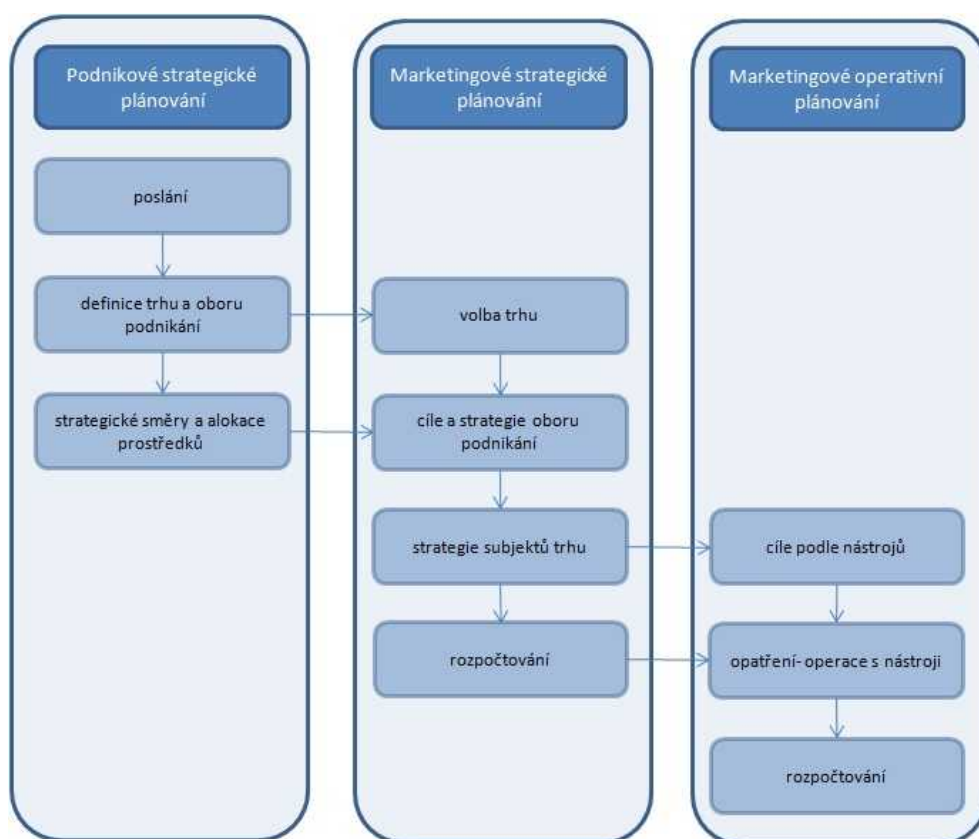 Podnikové strategické
plánování
poslání
definice trhu a oboru
podnikání
strategické směry a alokace
prostředků
Marketingové strategické
plánování
volba trhu
cíle a strategie oboru
podnikání
strategie subjektů trhu
rozpočtování
Marketingové operativní
plánování
cíle podle nástrojů
opatření- operace s nástroji
rozpočtování